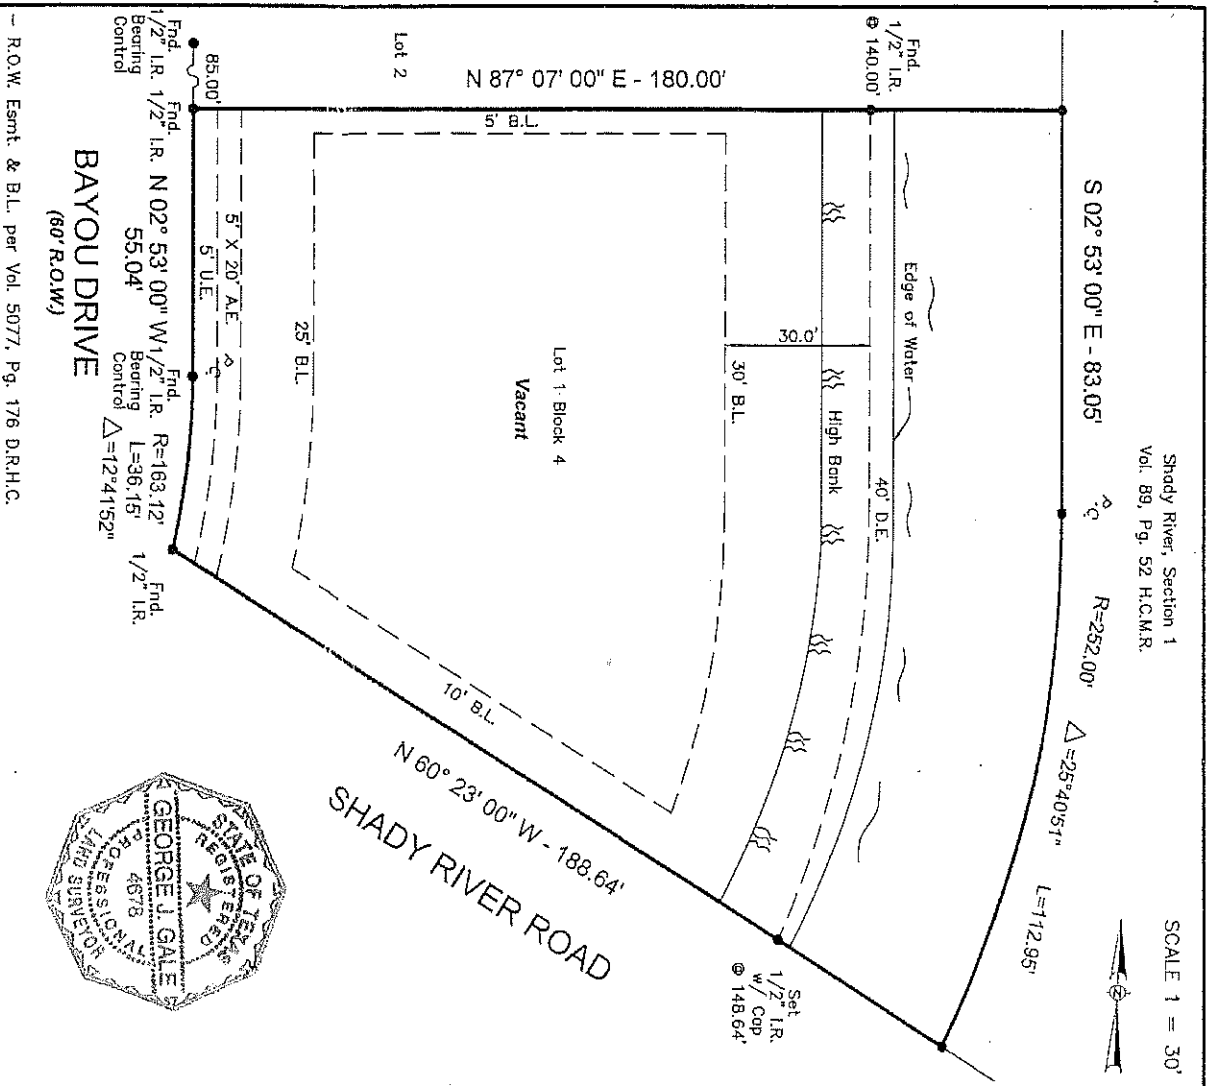 SCALE 1 = 30'
Shady River, Section 1
Vol. 89, Pg. 52 H.C.M.R.
S 02° 53' 00" E - 83.05'
P.C.
R=252.00'
△=25°40'51"
L=112.95'
Fnd.
1/2" I.R.
@ 140.00'
N 87° 07' 00" E - 180.00'
Lot 2
Edge of Water
40' D.E.
High Bank
30.0'
30' B.L.
5' B.L.
Lot 1 Block 4
Vacant
25' B.L.
10' B.L.
5' X 20' A.E.
5' U.E.
P.C.
85.00'
Fnd.
1/2" I.R.
Bearing
Control
Fnd.
1/2" I.R.
N 02° 53' 00" W
55.04'
Fnd.
1/2" I.R.
Bearing
Control
R=163.12'
L=36.15'
△=12°41'52"
Fnd.
1/2" I.R.
BAYOU DRIVE
(60' R.O.W.)
N 60° 23' 00" W - 188.64'
SHADY RIVER ROAD
Set
1/2" I.R.
w/ Cap
@ 148.64'
STATE OF TEXAS
REGISTERED
GEORGE J. GALE
4678
PROFESSIONAL
LAND SURVEYOR
- R.O.W. Esmt. & B.L. per Vol. 5077, Pg. 176 D.R.H.C.